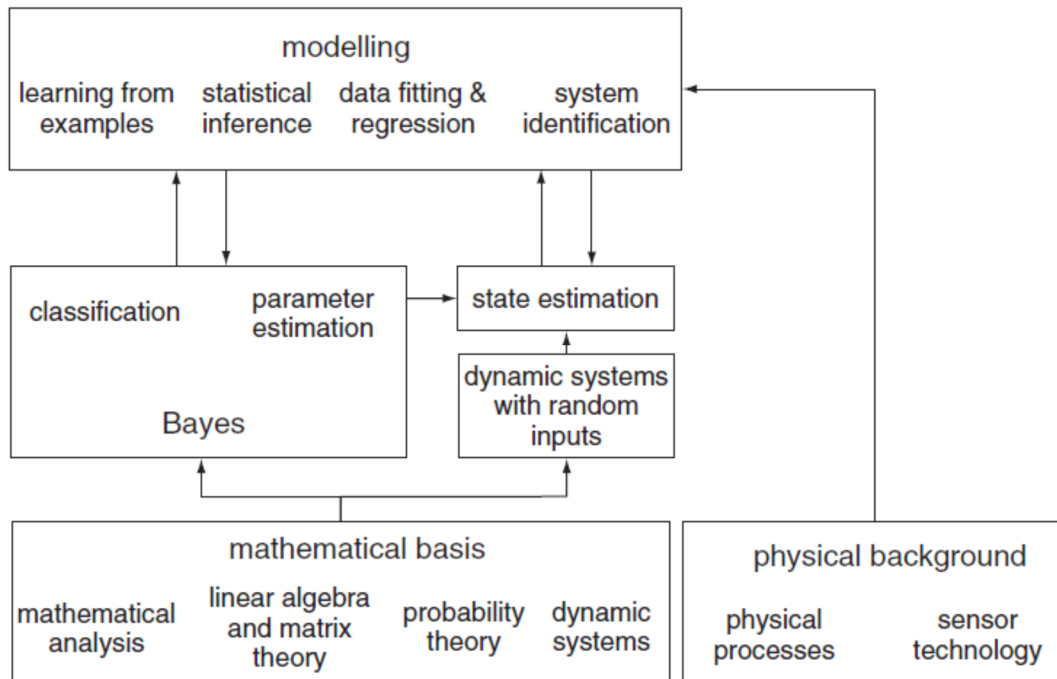 modelling
learning from
examples
statistical
inference
data fitting &
regression
system
identification
classification
parameter
estimation
Bayes
state estimation
dynamic systems
with random
inputs
mathematical basis
mathematical
analysis
linear algebra
and matrix
theory
probability
theory
dynamic
systems
physical background
physical
processes
sensor
technology